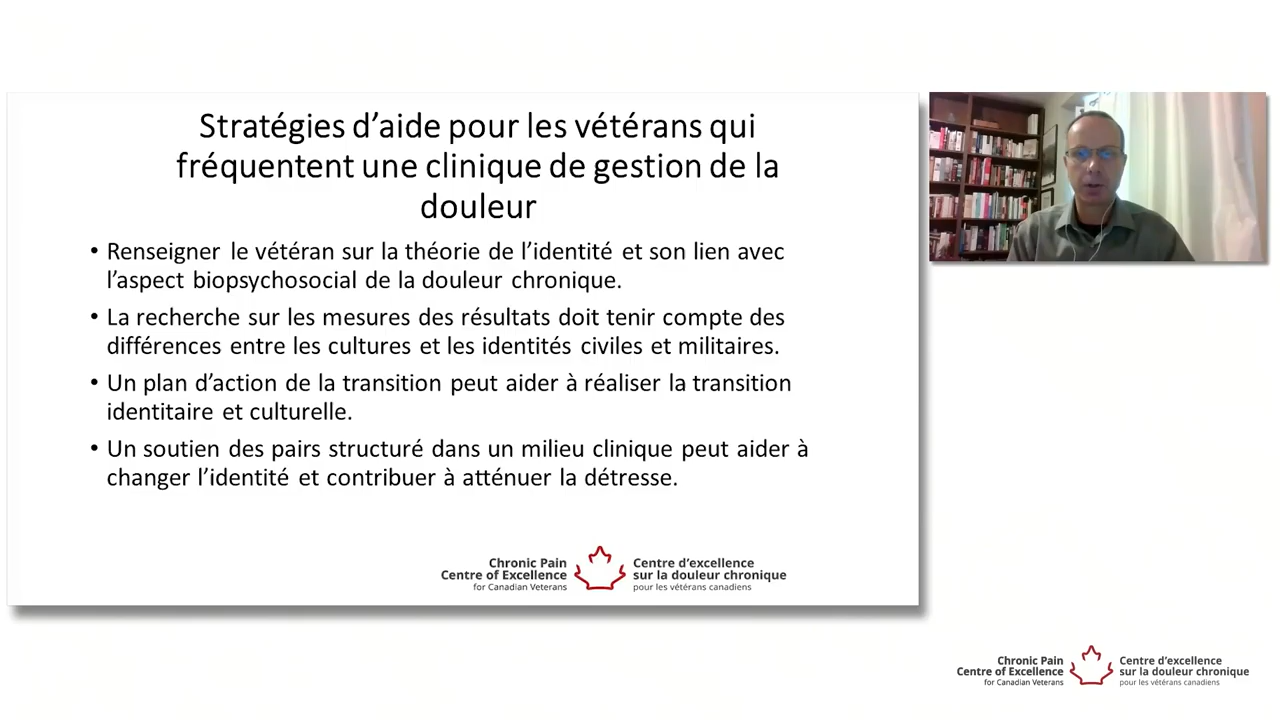 Stratégies d’aide pour les vétérans qui
fréquentent une clinique de gestion de la
douleur
• Renseigner le vétéran sur la théorie de l’identité et son lien avec
l’aspect biopsychosocial de la douleur chronique.
• La recherche sur les mesures des résultats doit tenir compte des
différences entre les cultures et les identités civiles et militaires.
• Un plan d’action de la transition peut aider à réaliser la transition
identitaire et culturelle.
• Un soutien des pairs structuré dans un milieu clinique peut aider à
changer l’identité et contribuer à atténuer la détresse.
Chronic Pain
Centre of Excellence
for Canadian Veterans
Centre d’excellence
sur la douleur chronique
pour les vétérans canadiens
Chronic Pain
Centre of Excellence
for Canadian Veterans
Centre d’excellence
sur la douleur chronique
pour les vétérans canadiens